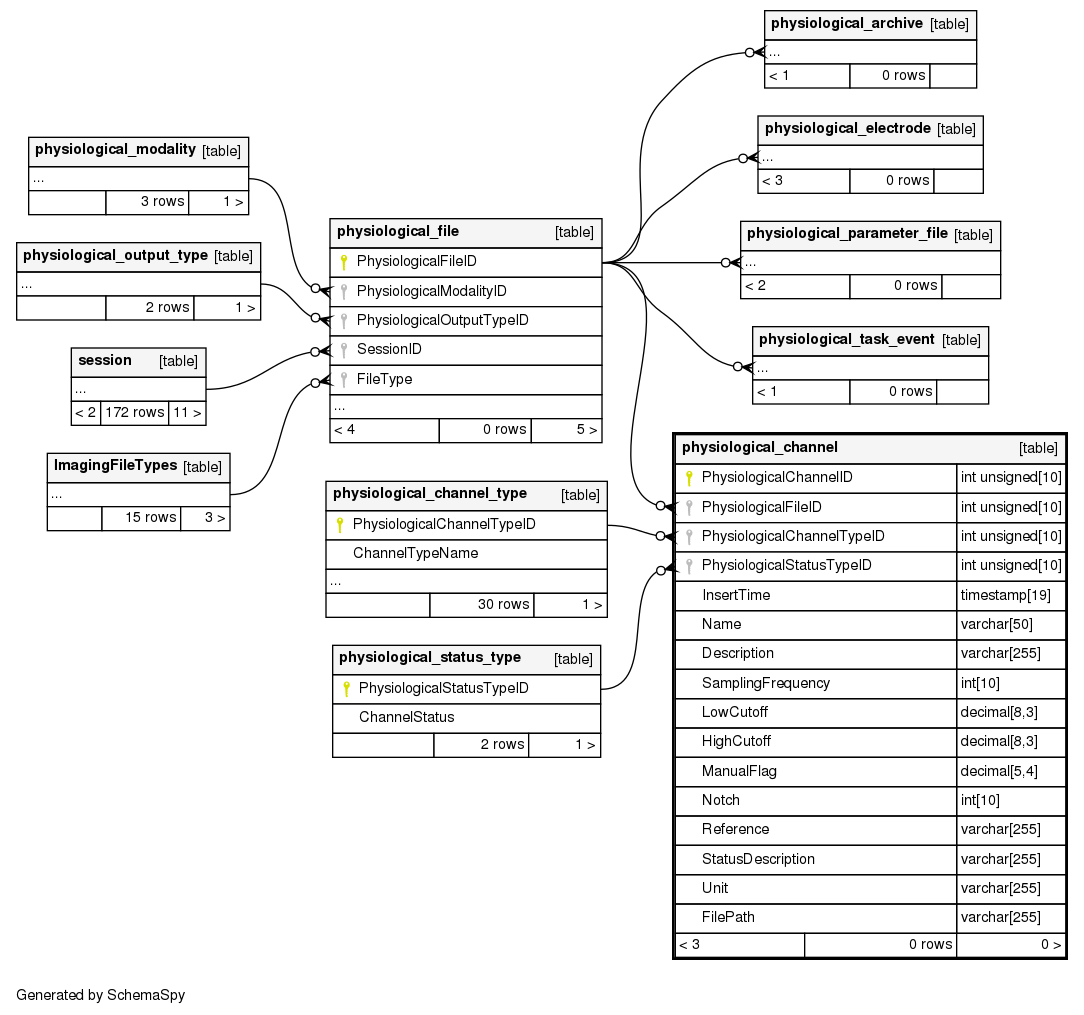 physiological_archive [table]
...
< 1 0 rows
physiological_electrode [table]
...
< 3 0 rows
physiological_modality [table]
...
3 rows 1 >
physiological_file [table]
PhysiologicalFileID
PhysiologicalModalityID
PhysiologicalOutputTypeID
SessionID
FileType
...
< 4 0 rows 5 >
physiological_parameter_file [table]
...
< 2 0 rows
physiological_output_type [table]
...
2 rows 1 >
physiological_task_event [table]
...
< 1 0 rows
session [table]
...
< 2 172 rows 11 >
ImagingFileTypes [table]
...
15 rows 3 >
physiological_channel_type [table]
PhysiologicalChannelTypeID
ChannelTypeName
...
30 rows 1 >
physiological_status_type [table]
PhysiologicalStatusTypeID
ChannelStatus
2 rows 1 >
physiological_channel [table]
PhysiologicalChannelID int unsigned[10]
PhysiologicalFileID int unsigned[10]
PhysiologicalChannelTypeID int unsigned[10]
PhysiologicalStatusTypeID int unsigned[10]
InsertTime timestamp[19]
Name varchar[50]
Description varchar[255]
SamplingFrequency int[10]
LowCutoff decimal[8,3]
HighCutoff decimal[8,3]
ManualFlag decimal[5,4]
Notch int[10]
Reference varchar[255]
StatusDescription varchar[255]
Unit varchar[255]
FilePath varchar[255]
< 3 0 rows 0 >
Generated by SchemaSpy